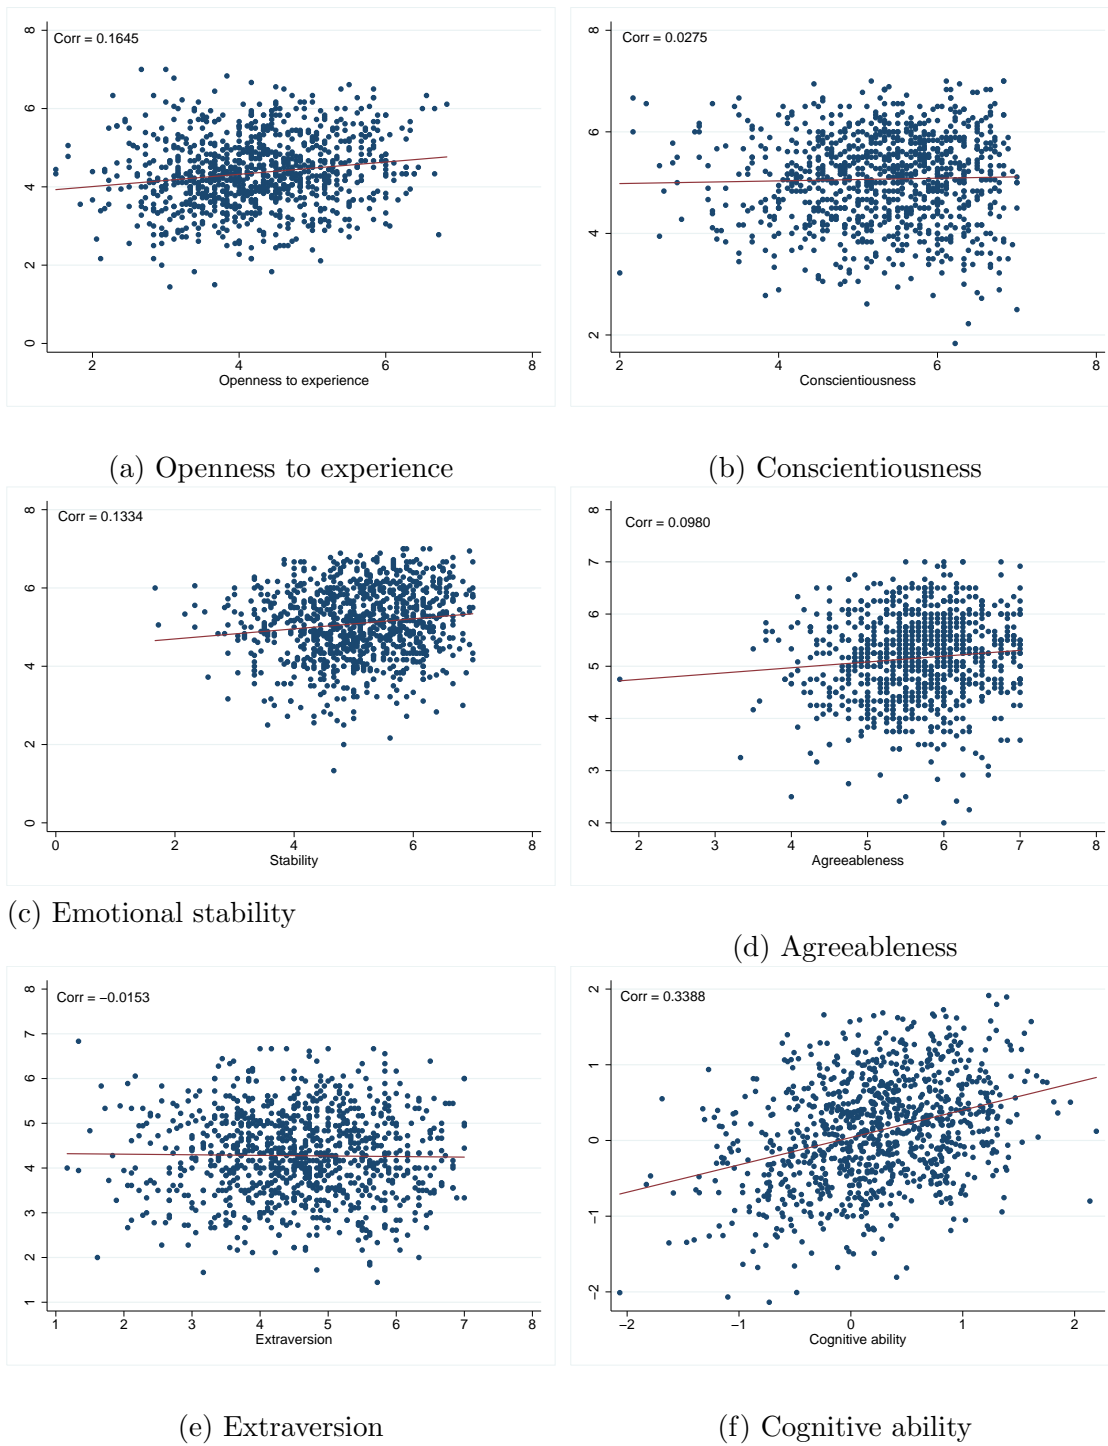 Corr = 0.1645
8
6
4
2
0
2 4 6 8
Openness to experience
(a) Openness to experience
Corr = 0.0275
8
6
4
2
2 4 6 8
Conscientiousness
(b) Conscientiousness
Corr = 0.1334
8
6
4
2
0
0 2 4 6 8
Stability
(c) Emotional stability
Corr = 0.0980
8
7
6
5
4
3
2
2 3 4 5 6 7 8
Agreeableness
(d) Agreeableness
Corr = −0.0153
8
7
6
5
4
3
2
1
1 2 3 4 5 6 7 8
Extraversion
(e) Extraversion
Corr = 0.3388
2
1
0
−1
−2
−2 −1 0 1 2
Cognitive ability
(f) Cognitive ability